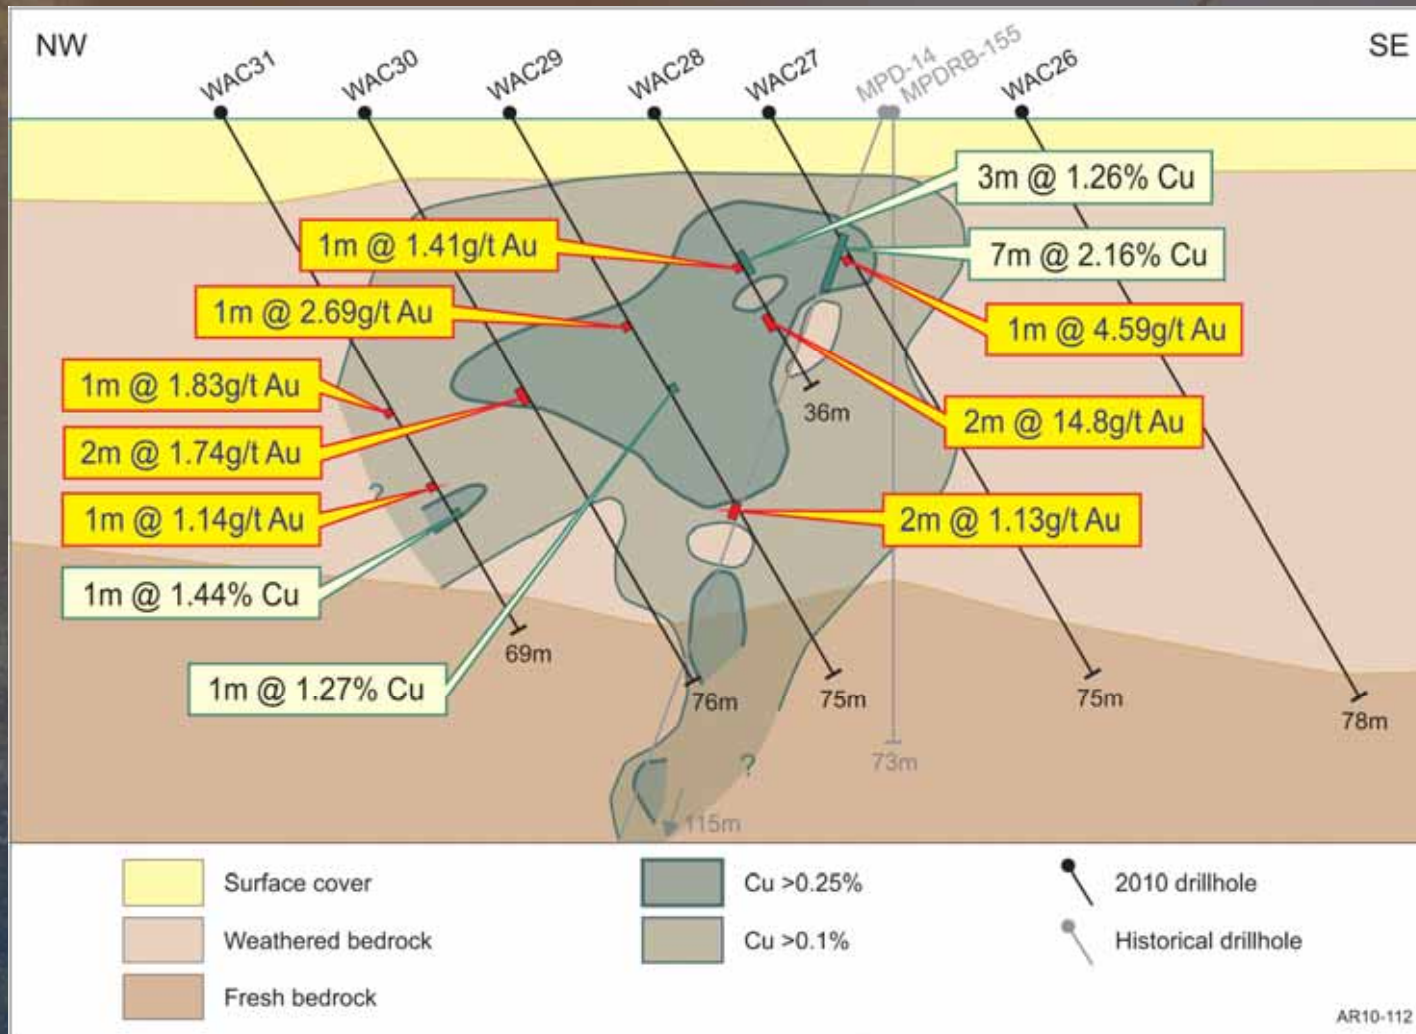 NW
SE
WAC31
WAC30
WAC29
WAC28
WAC27
MPD-14
MPDRB-155
WAC26
3m @ 1.26% Cu
1m @ 1.41g/t Au
7m @ 2.16% Cu
1m @ 2.69g/t Au
1m @ 4.59g/t Au
1m @ 1.83g/t Au
36m
2m @ 14.8g/t Au
2m @ 1.74g/t Au
?
1m @ 1.14g/t Au
2m @ 1.13g/t Au
1m @ 1.44% Cu
69m
1m @ 1.27% Cu
76m
75m
75m
78m
73m
?
115m
Surface cover
Cu >0.25%
2010 drillhole
Weathered bedrock
Cu >0.1%
Historical drillhole
Fresh bedrock
AR10-112